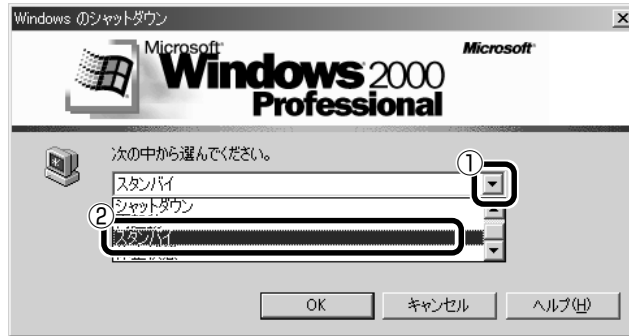 Windows のシャットダウン
Microsoft
Windows 2000
Professional
Microsoft
次の中から選んでください。
①
スタンバイ
シャットダウン
②
スタンバイ
OK
キャンセル
ヘルプ(H)